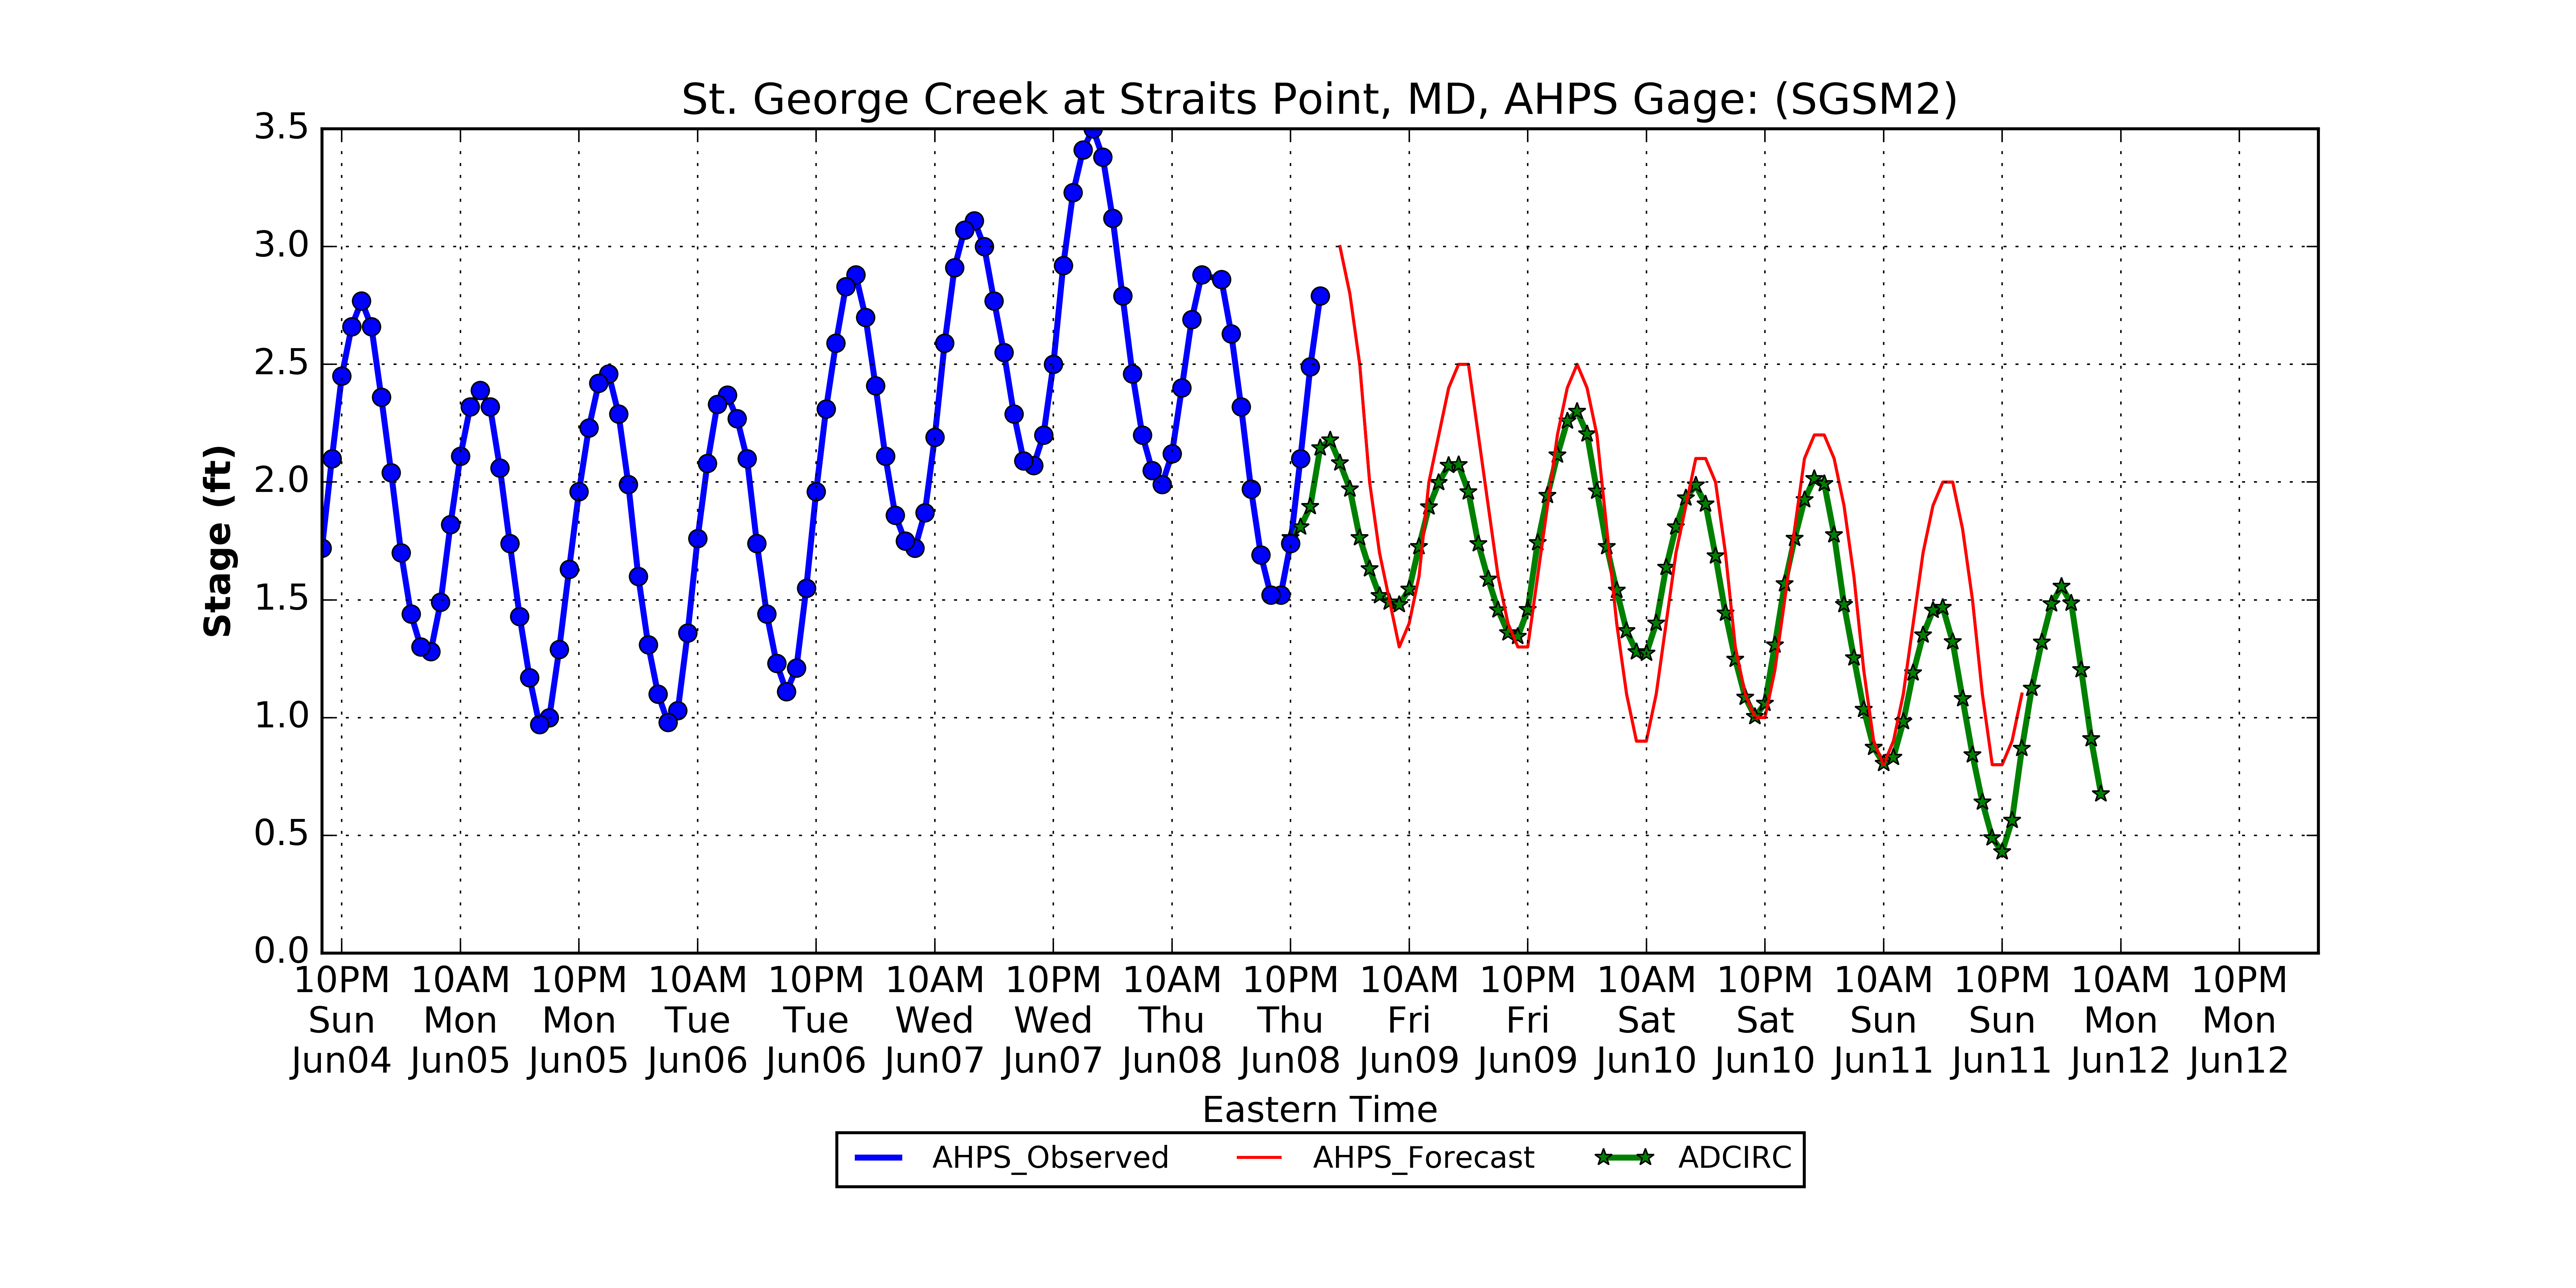 St. George Creek at Straits Point, MD, AHPS Gage: (SGSM2)
3.5
3.0
2.5
2.0
1.5
1.0
0.5
0.0
Stage (ft)
10PM 10AM 10PM 10AM 10PM 10AM 10PM 10AM 10PM 10AM 10PM 10AM 10PM 10AM 10PM 10AM 10PM
Sun Mon Mon Tue Tue Wed Wed Thu Thu Fri Fri Sat Sat Sun Sun Mon Mon
Jun04 Jun05 Jun05 Jun06 Jun06 Jun07 Jun07 Jun08 Jun08 Jun09 Jun09 Jun10 Jun10 Jun11 Jun11 Jun12 Jun12
Eastern Time
AHPS_Observed AHPS_Forecast ADCIRC